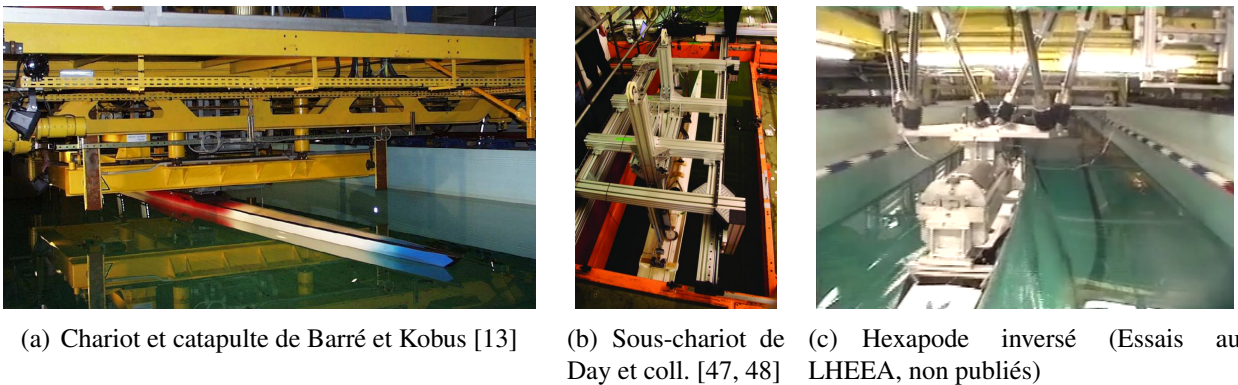 (a) Chariot et catapulte de Barré et Kobus [13]
(b) Sous-chariot de
Day et coll. [47, 48]
(c) Hexapode inversé (Essais au
LHEEA, non publiés)